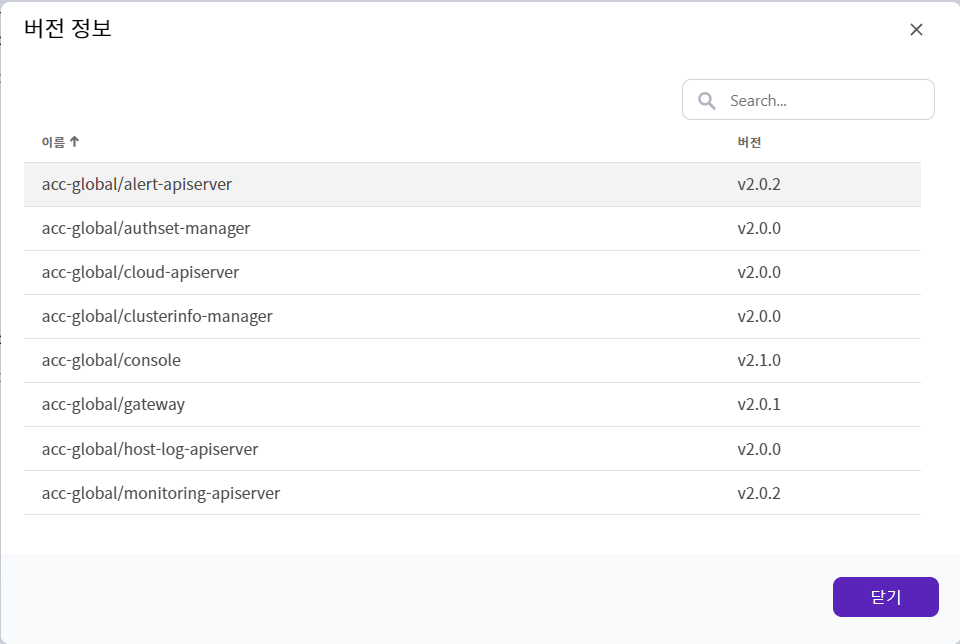 버전 정보
Search...
이름 버전
acc-global/alert-apiserver v2.0.2
acc-global/authset-manager v2.0.0
acc-global/cloud-apiserver v2.0.0
acc-global/clusterinfo-manager v2.0.0
acc-global/console v2.1.0
acc-global/gateway v2.0.1
acc-global/host-log-apiserver v2.0.0
acc-global/monitoring-apiserver v2.0.2
닫기